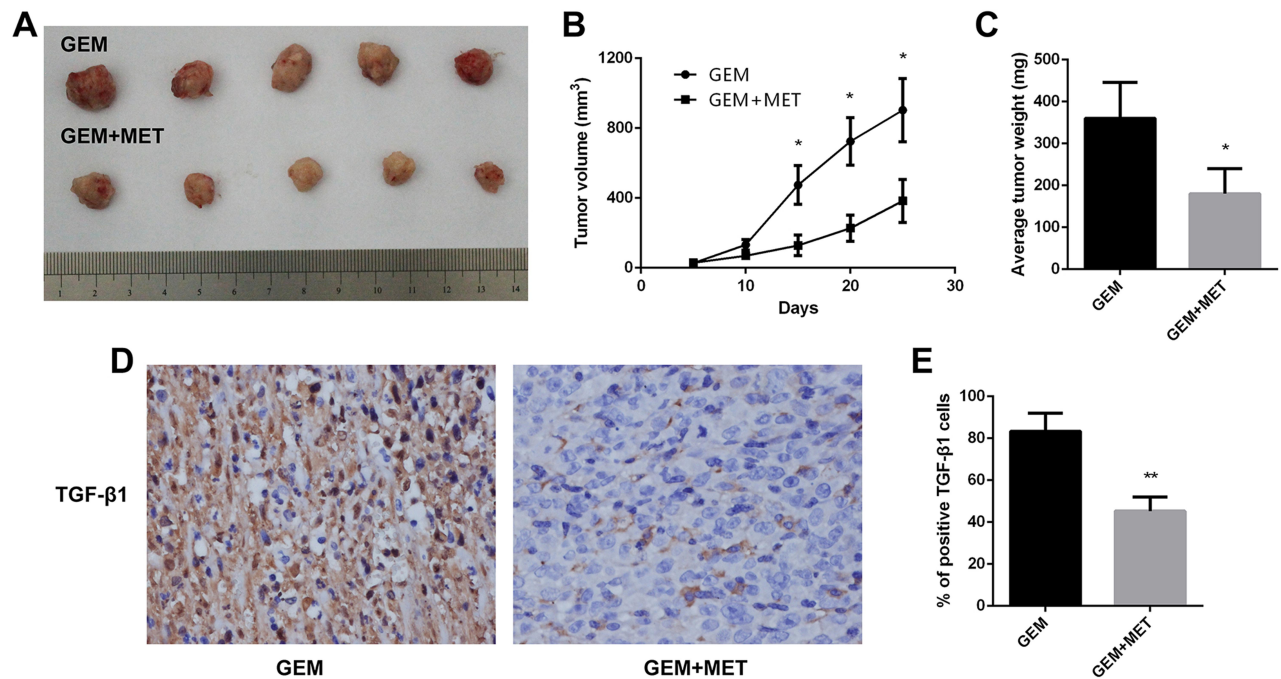 A
GEM
GEM+MET
1 2 3 4 5 6 7 8 9 10 11 12 13 14
B
1200
800
400
0
Tumor volume (mm³)
GEM
GEM+MET
*
*
*
0 10 20 30
Days
C
500
400
300
200
100
0
Average tumor weight (mg)
*
GEM
GEM+MET
D
TGF-β1
GEM
GEM+MET
E
100
80
60
40
20
0
% of positive TGF-β1 cells
**
GEM
GEM+MET